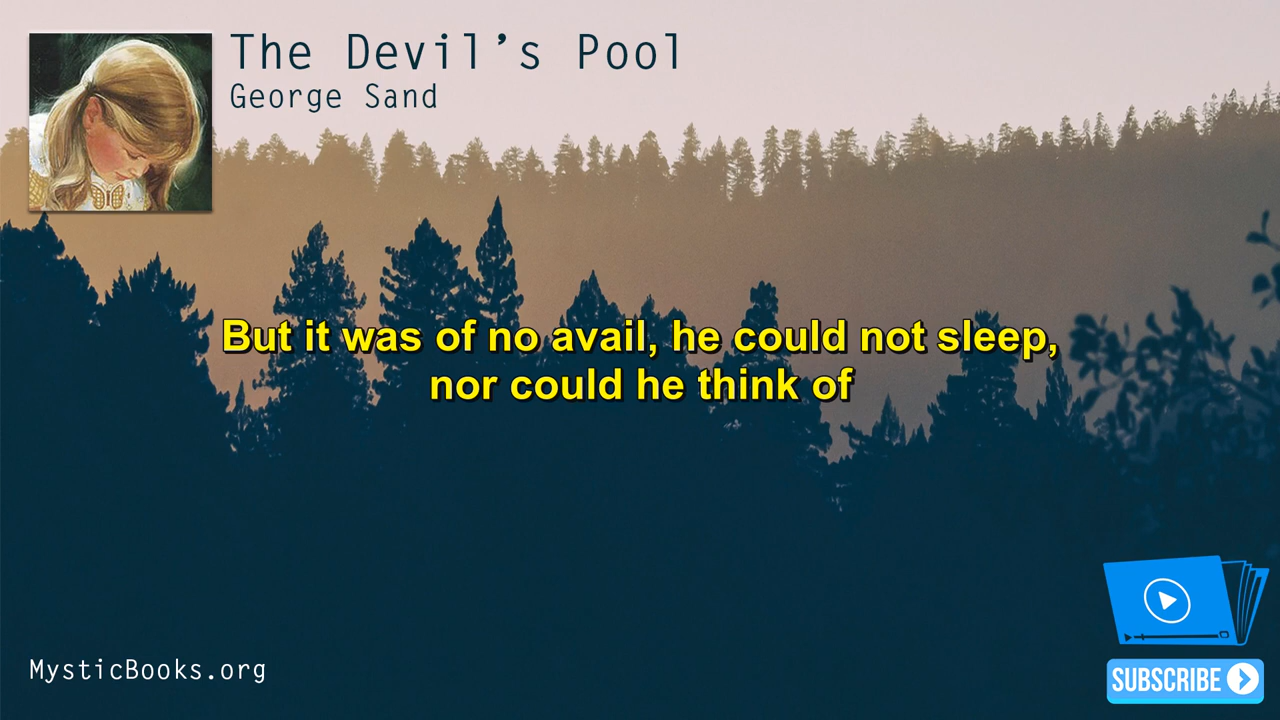 The Devil's Pool
George Sand
But it was of no avail, he could not sleep,
nor could he think of
MysticBooks.org
SUBSCRIBE